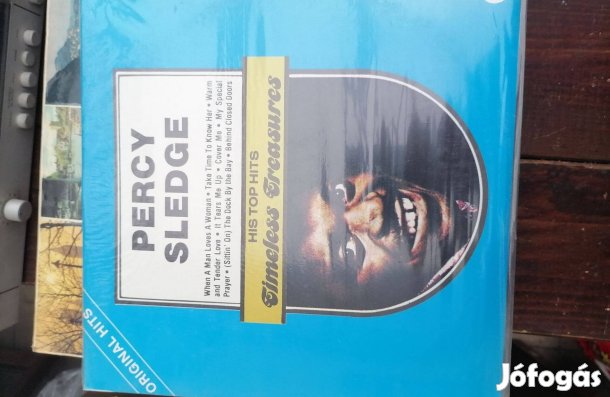 ORIGINAL HITS
PERCY
SLEDGE
When A Man Loves A Woman • Take Time To Know Her • Warm
and Tender Love • It Tears Me Up • Cover Me • My Special
Prayer • (Sittin' On) The Dock By the Bay • Behind Closed Doors
HIS TOP HITS
Timeless Treasures
Jófogás